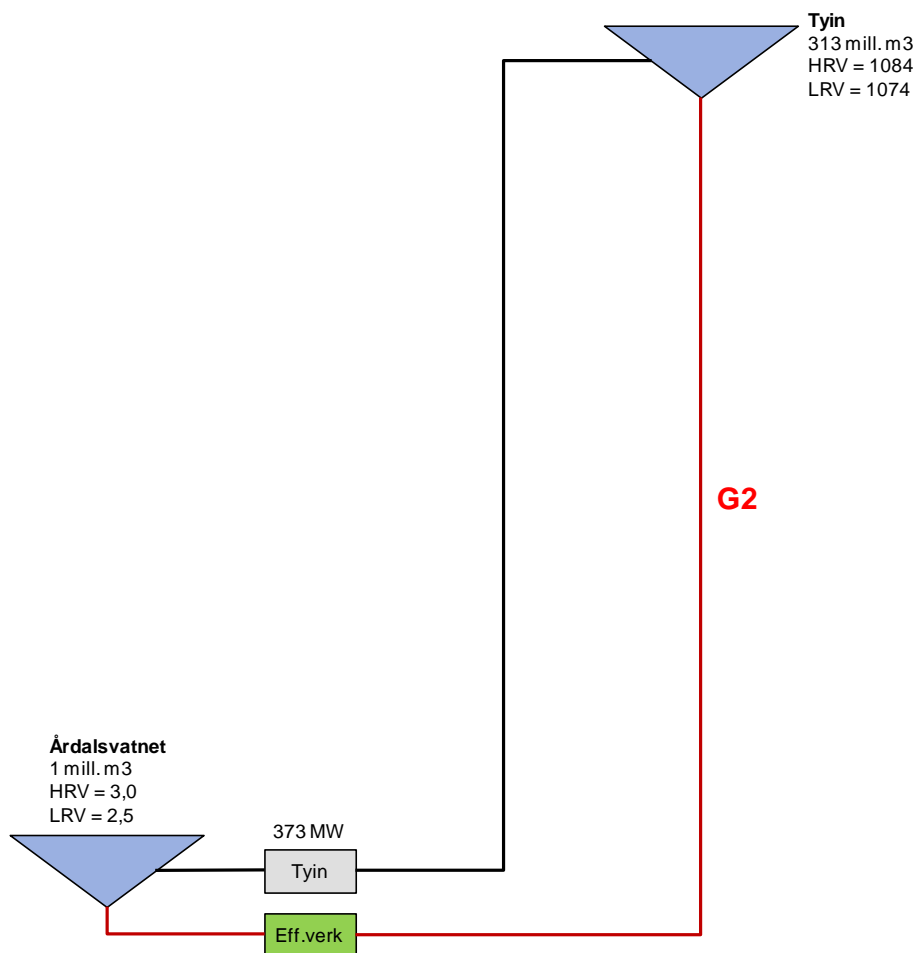 Tyin
313 mill. m3
HRV = 1084
LRV = 1074
G2
Årdalsvatnet
1 mill. m3
HRV = 3,0
LRV = 2,5
373 MW
Tyin
Eff.verk